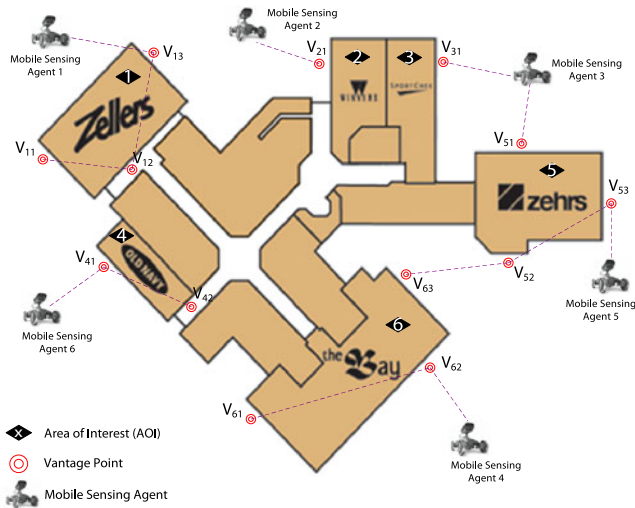 Mobile Sensing
Agent 1
V13
1
Zellers
V11
V12
Mobile Sensing
Agent 2
V21
2
WINNERS
3
SPORTCHEK
V31
Mobile Sensing
Agent 3
V51
5
zehrs
V53
V52
Mobile Sensing
Agent 5
4
OLD NAVY
V41
V42
Mobile Sensing
Agent 6
V63
6
the Bay
V62
V61
Mobile Sensing
Agent 4
X Area of Interest (AOI)
Vantage Point
Mobile Sensing Agent